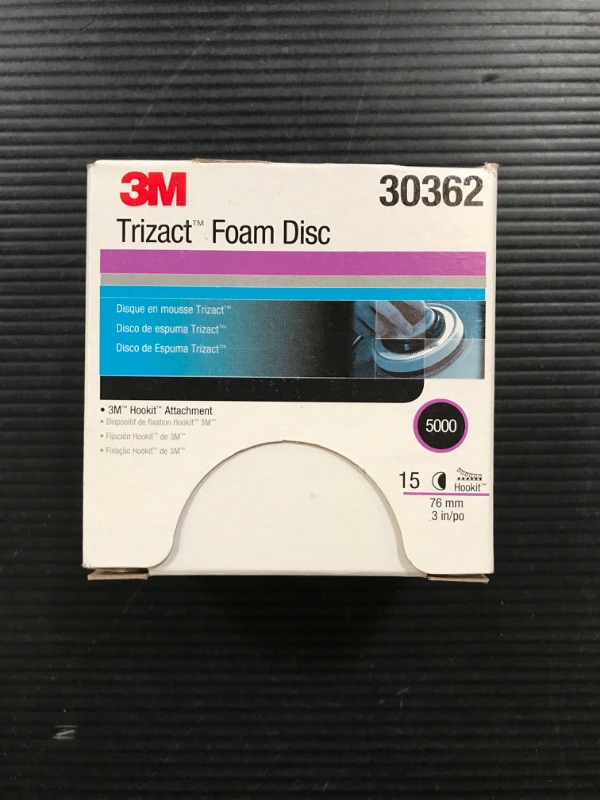 3M
30362
Trizact™ Foam Disc
Disque en mousse Trizact™
Disco de espuma Trizact™
Disco de Espuma Trizact™
• 3M™ Hookit™ Attachment
• Dispositif de fixation Hookit™ 3M™
• Fijación Hookit™ de 3M™
• Fixação Hookit™ de 3M™
5000
15
Hookit™
76 mm
3 in/po